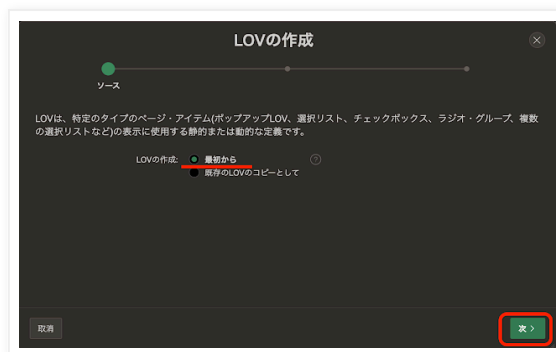 LOVの作成
ソース
LOVは、特定のタイプのページ・アイテム(ポップアップLOV、選択リスト、チェックボックス、ラジオ・グループ、複数
の選択リストなど)の表示に使用する静的または動的な定義です。
LOVの作成: 最初から ?
既存のLOVのコピーとして
取消 次 >